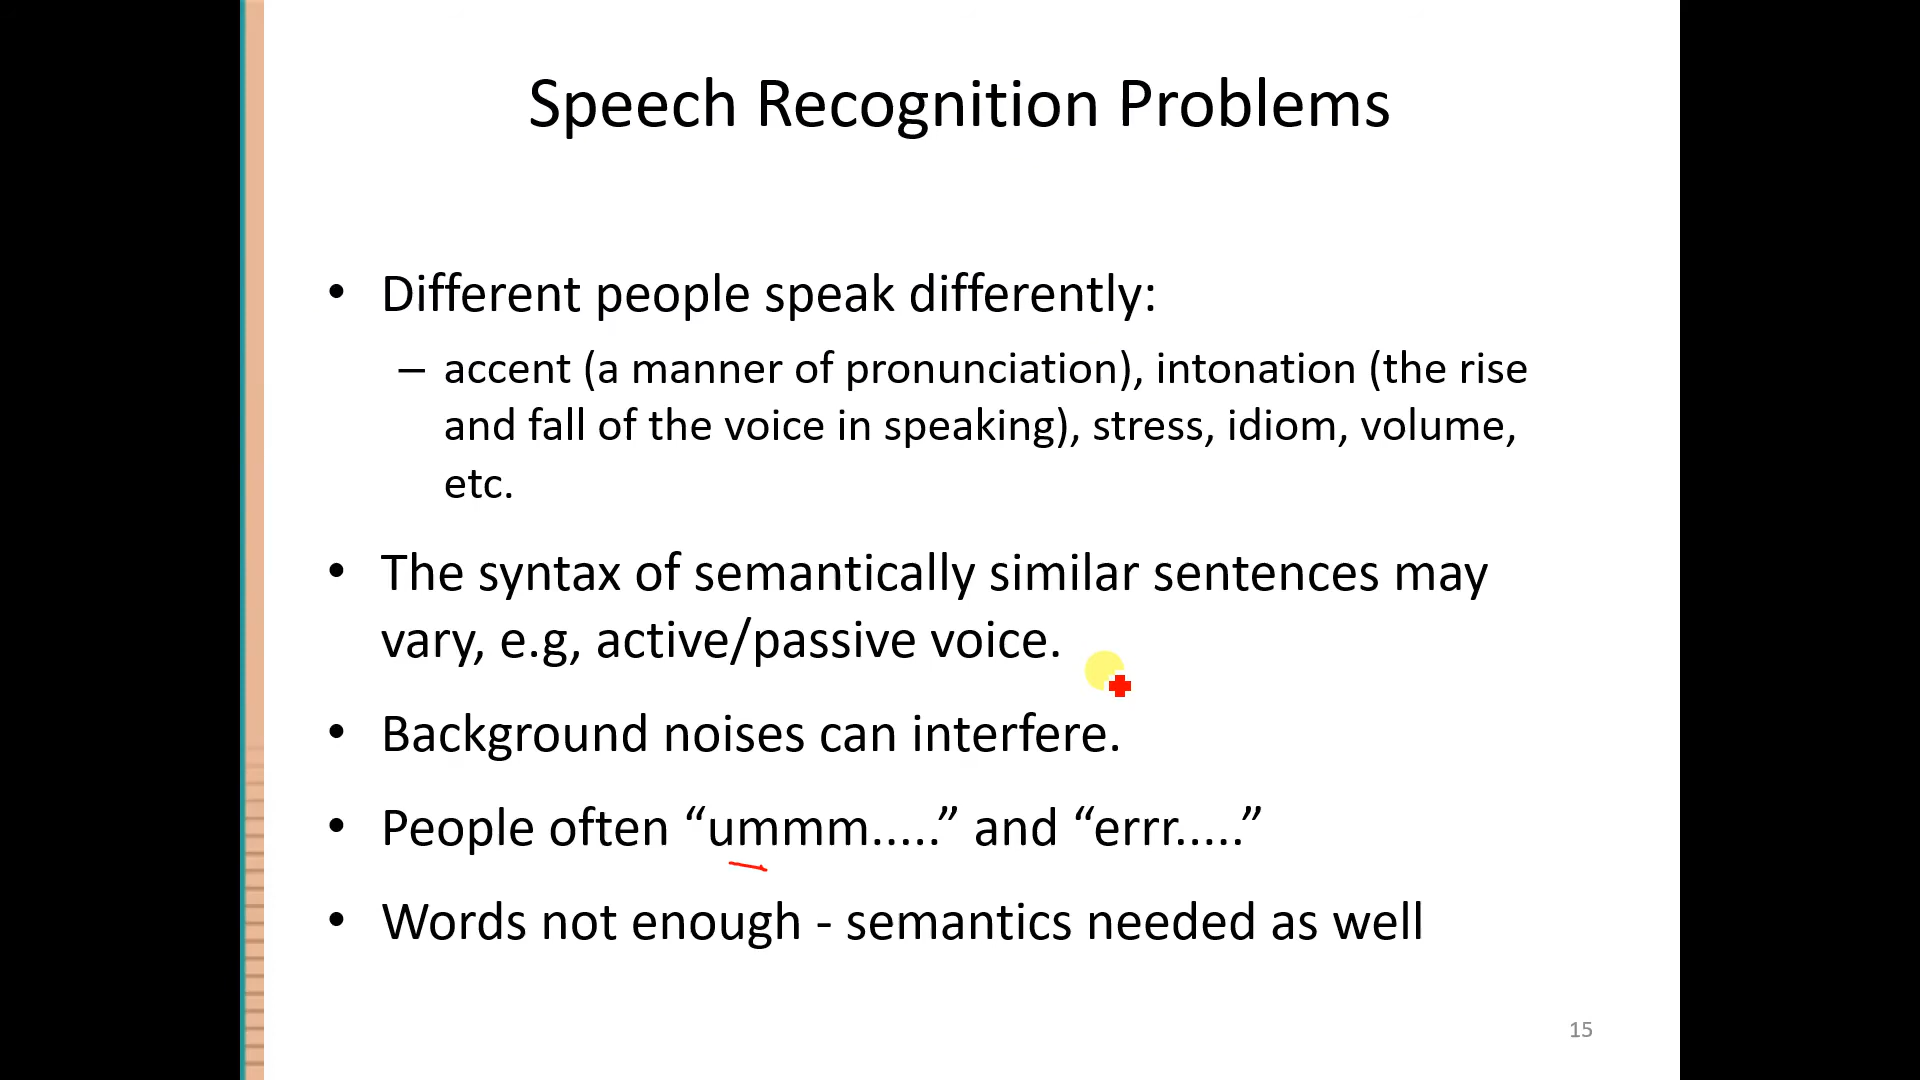 Speech Recognition Problems
• Different people speak differently:
– accent (a manner of pronunciation), intonation (the rise
and fall of the voice in speaking), stress, idiom, volume,
etc.
• The syntax of semantically similar sentences may
vary, e.g, active/passive voice.
• Background noises can interfere.
• People often “ummm.....” and “errr.....”
• Words not enough - semantics needed as well
15